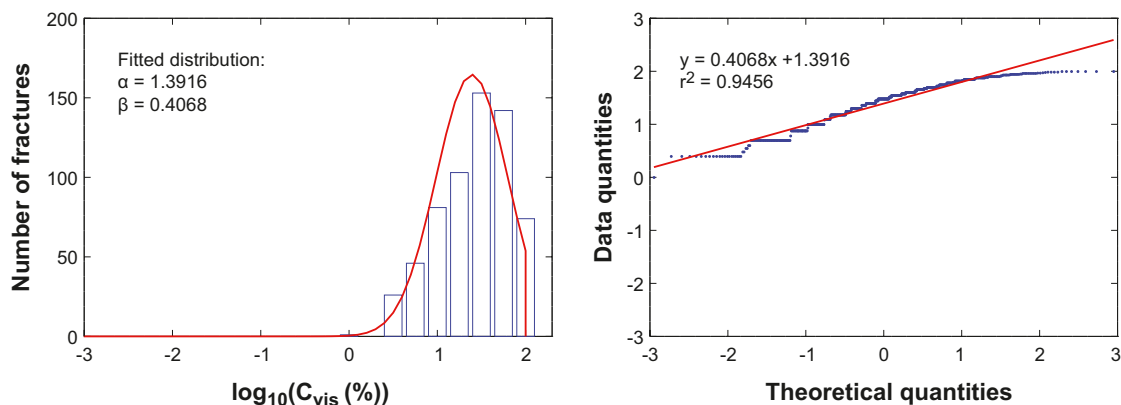 200
150
100
50
0
Number of fractures
Fitted distribution:
α = 1.3916
β = 0.4068
-3
-2
-1
0
1
2
log10(Cvis (%))
3
2
1
0
1
2
3
Data quantities
y = 0.4068x +1.3916
r2 = 0.9456
-3
-2
-1
0
1
2
3
Theoretical quantities